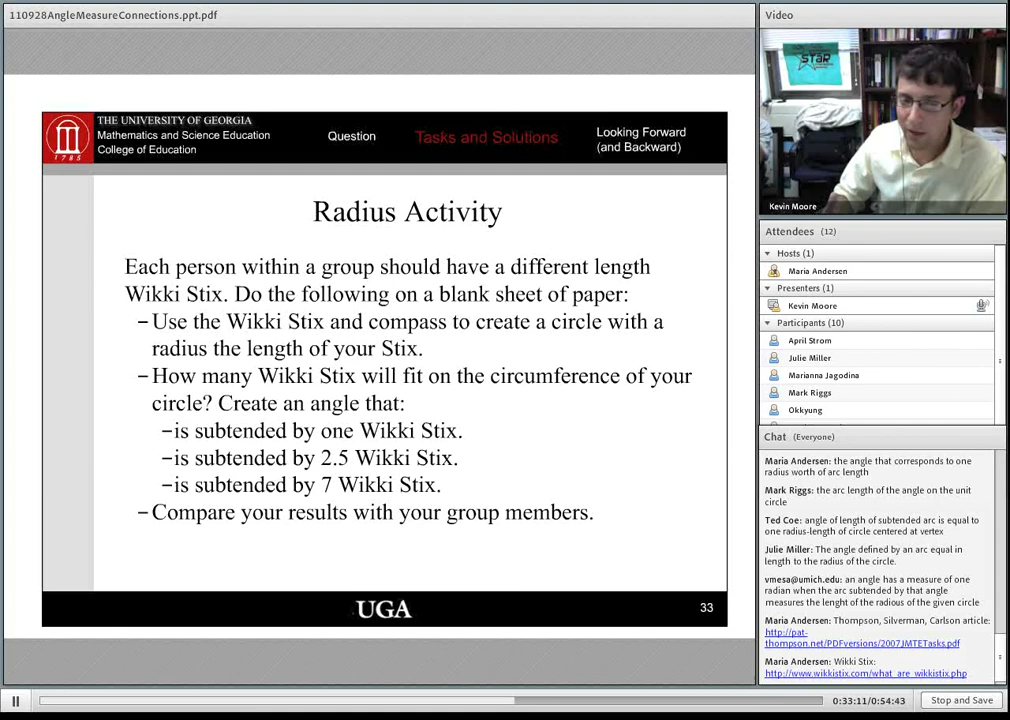 110928AngleMeasureConnections.ppt.pdf
THE UNIVERSITY OF GEORGIA
Mathematics and Science Education
College of Education
1785
Question
Tasks and Solutions
Looking Forward
(and Backward)
Radius Activity
Each person within a group should have a different length
Wikki Stix. Do the following on a blank sheet of paper:
–Use the Wikki Stix and compass to create a circle with a
radius the length of your Stix.
–How many Wikki Stix will fit on the circumference of your
circle? Create an angle that:
–is subtended by one Wikki Stix.
–is subtended by 2.5 Wikki Stix.
–is subtended by 7 Wikki Stix.
–Compare your results with your group members.
UGA
33
Video
STaR
Kevin Moore
Attendees (12)
Hosts (1)
Maria Andersen
Presenters (1)
Kevin Moore
Participants (10)
April Strom
Julie Miller
Marianna Jagodina
Mark Riggs
Okkyung
Chat (Everyone)
Maria Andersen: the angle that corresponds to one
radius worth of arc length
Mark Riggs: the arc length of the angle on the unit
circle
Ted Coe: angle of length of subtended arc is equal to
one radius-length of circle centered at vertex
Julie Miller: The angle defined by an arc equal in
length to the radius of the circle.
vmesa@umich.edu: an angle has a measure of one
radian when the arc subtended by that angle
measures the lenght of the radious of the given circle
Maria Andersen: Thompson, Silverman, Carlson article:
http://pat-
thompson.net/PDFversions/2007JMTETasks.pdf
Maria Andersen: Wikki Stix:
http://www.wikkistix.com/what_are_wikkistix.php
0:33:11/0:54:43
Stop and Save